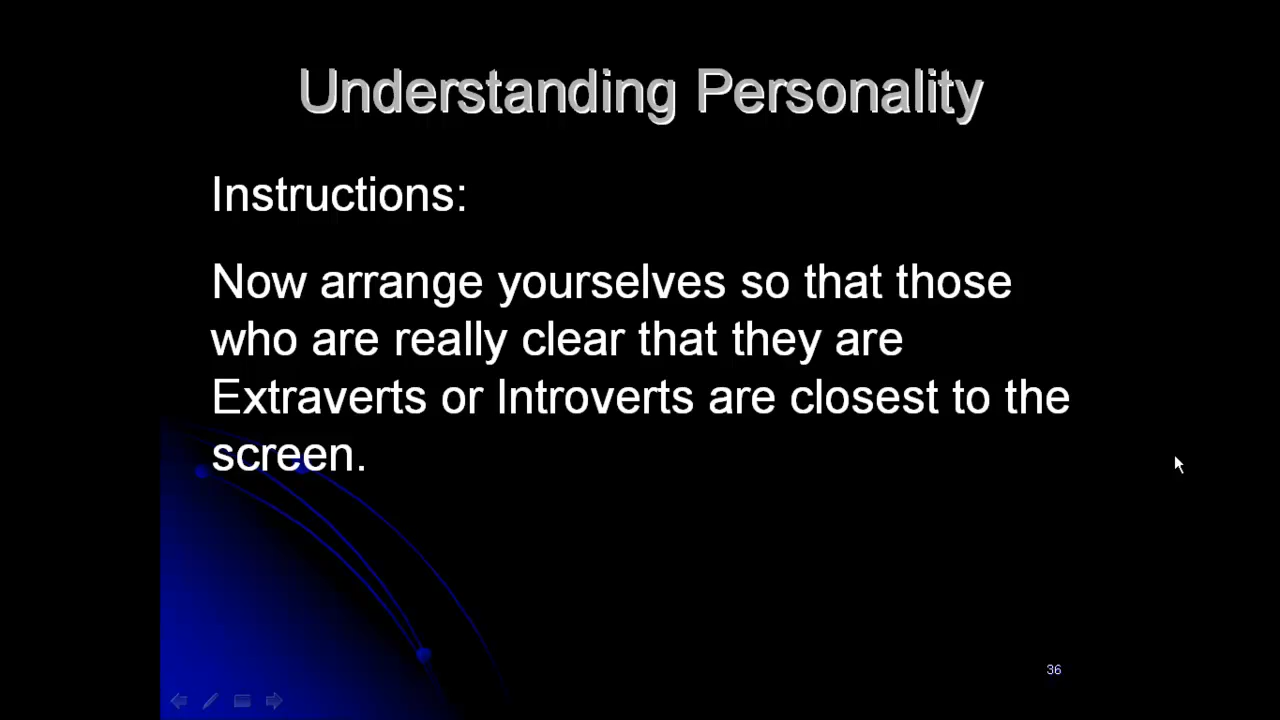 Understanding Personality
Instructions:
Now arrange yourselves so that those
who are really clear that they are
Extraverts or Introverts are closest to the
screen.
36